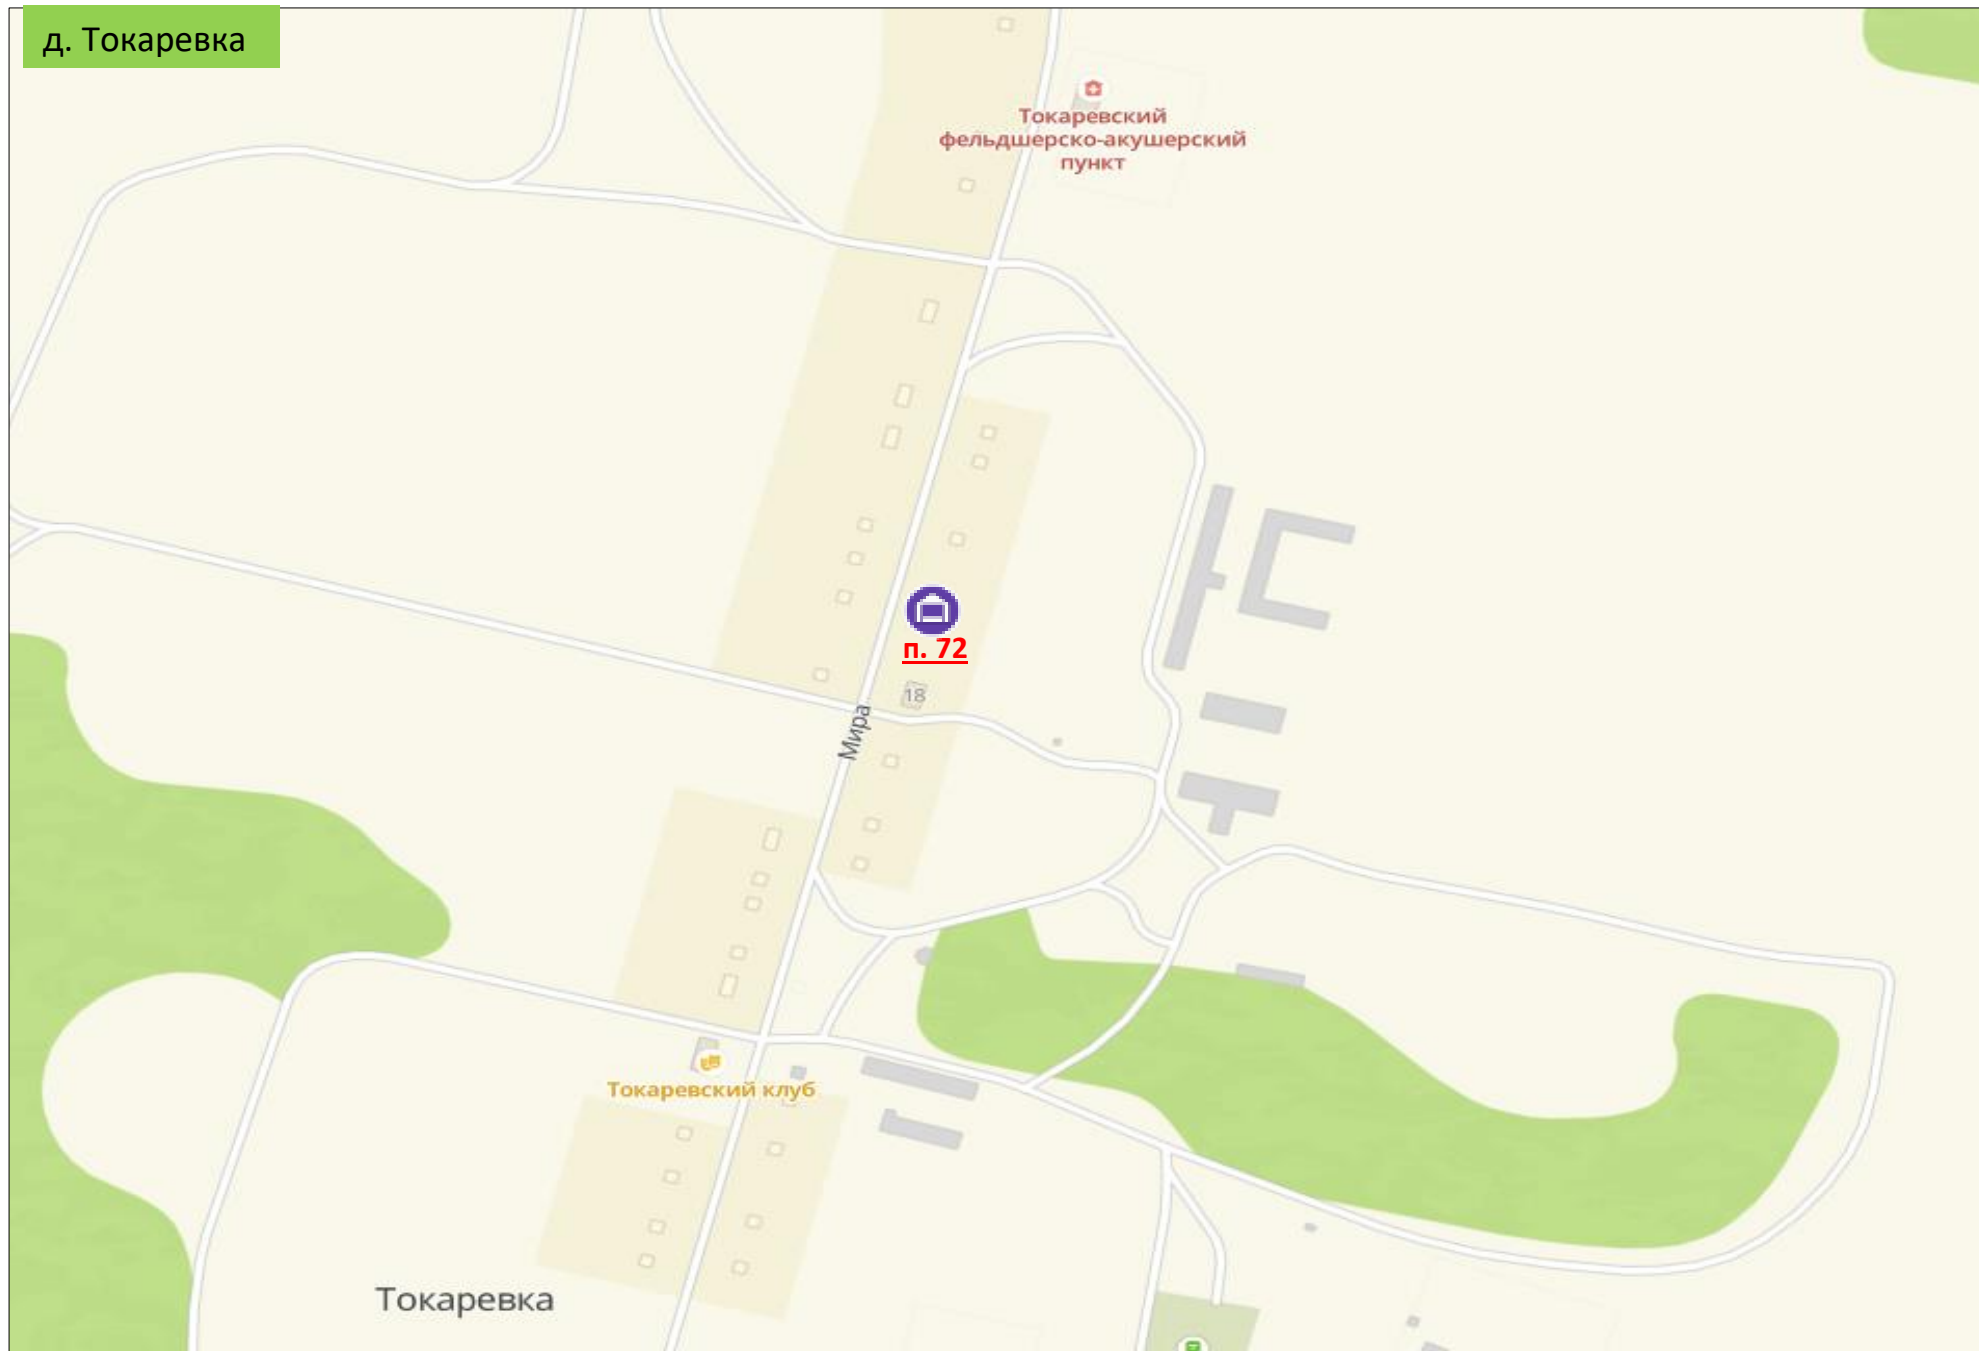 д. Токаревка
Токаревский
фельдшерско-акушерский
пункт
п. 72
18
Мира
Токаревский клуб
Токаревка